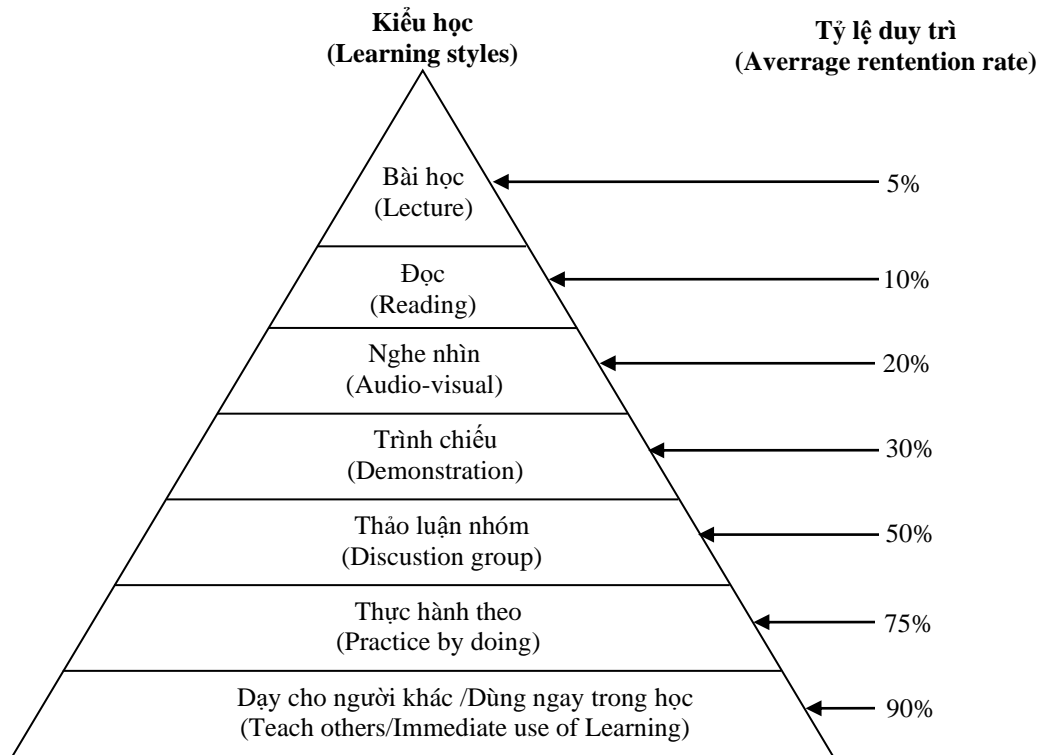 Kiểu học
(Learning styles)
Tỷ lệ duy trì
(Averrage rentention rate)
Bài học
(Lecture)
5%
Đọc
(Reading)
10%
Nghe nhìn
(Audio-visual)
20%
Trình chiếu
(Demonstration)
30%
Thảo luận nhóm
(Discustion group)
50%
Thực hành theo
(Practice by doing)
75%
Dạy cho người khác /Dùng ngay trong học
(Teach others/Immediate use of Learning)
90%